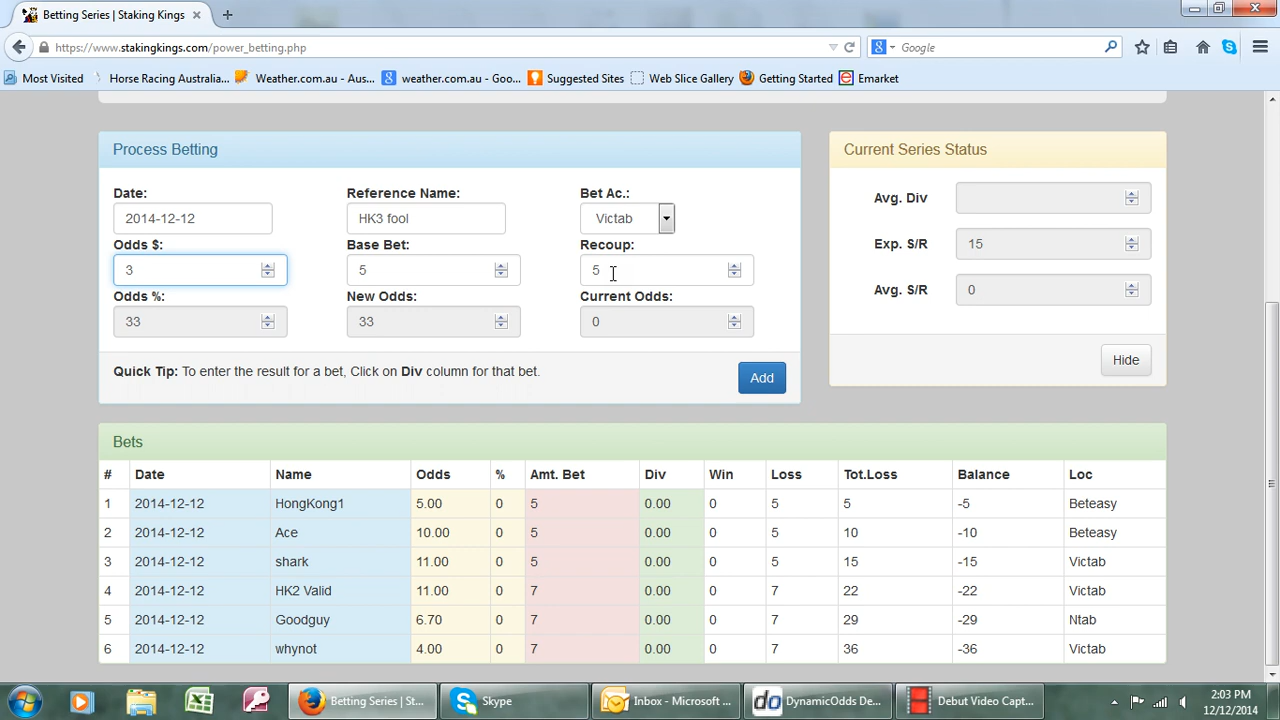 Betting Series | Staking Kings
https://www.stakingkings.com/power_betting.php
Google
Most Visited Horse Racing Australia... Weather.com.au - Aus... weather.com.au - Goo... Suggested Sites Web Slice Gallery Getting Started Emarket
Process Betting
Date: Reference Name: Bet Ac.:
2014-12-12 HK3 fool Victab
Odds $: Base Bet: Recoup:
3 5 5
Odds %: New Odds: Current Odds:
33 33 0
Quick Tip: To enter the result for a bet, Click on Div column for that bet.
Add
Current Series Status
Avg. Div
Exp. S/R 15
Avg. S/R 0
Hide
Bets
# Date Name Odds % Amt. Bet Div Win Loss Tot.Loss Balance Loc
1 2014-12-12 HongKong1 5.00 0 5 0.00 0 5 5 -5 Beteasy
2 2014-12-12 Ace 10.00 0 5 0.00 0 5 10 -10 Beteasy
3 2014-12-12 shark 11.00 0 5 0.00 0 5 15 -15 Victab
4 2014-12-12 HK2 Valid 11.00 0 7 0.00 0 7 22 -22 Victab
5 2014-12-12 Goodguy 6.70 0 7 0.00 0 7 29 -29 Ntab
6 2014-12-12 whynot 4.00 0 7 0.00 0 7 36 -36 Victab
Betting Series | St... Skype Inbox - Microsoft ... DynamicOdds De... Debut Video Capt...
2:03 PM
12/12/2014